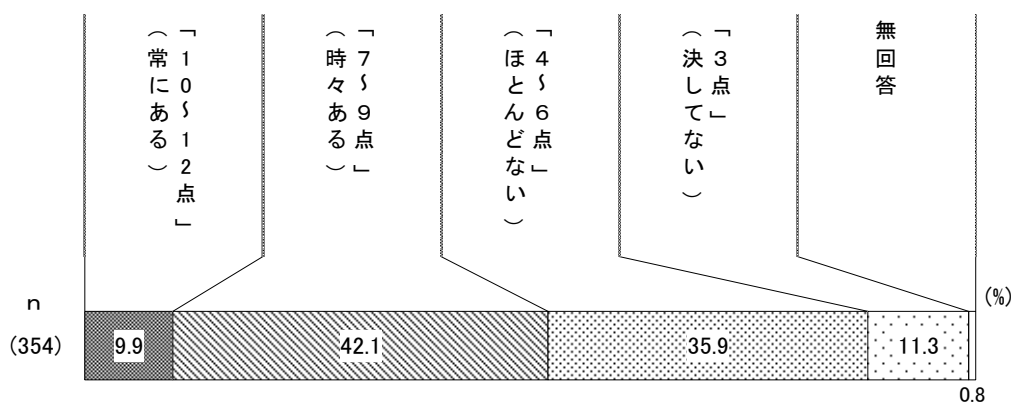 「10~12点」
(常にある)
「7~9点」
(時々ある)
「4~6点」
(ほとんどない)
「3点」
(決してない)
無回答
n
(354)
9.9
42.1
35.9
11.3
0.8
(%)